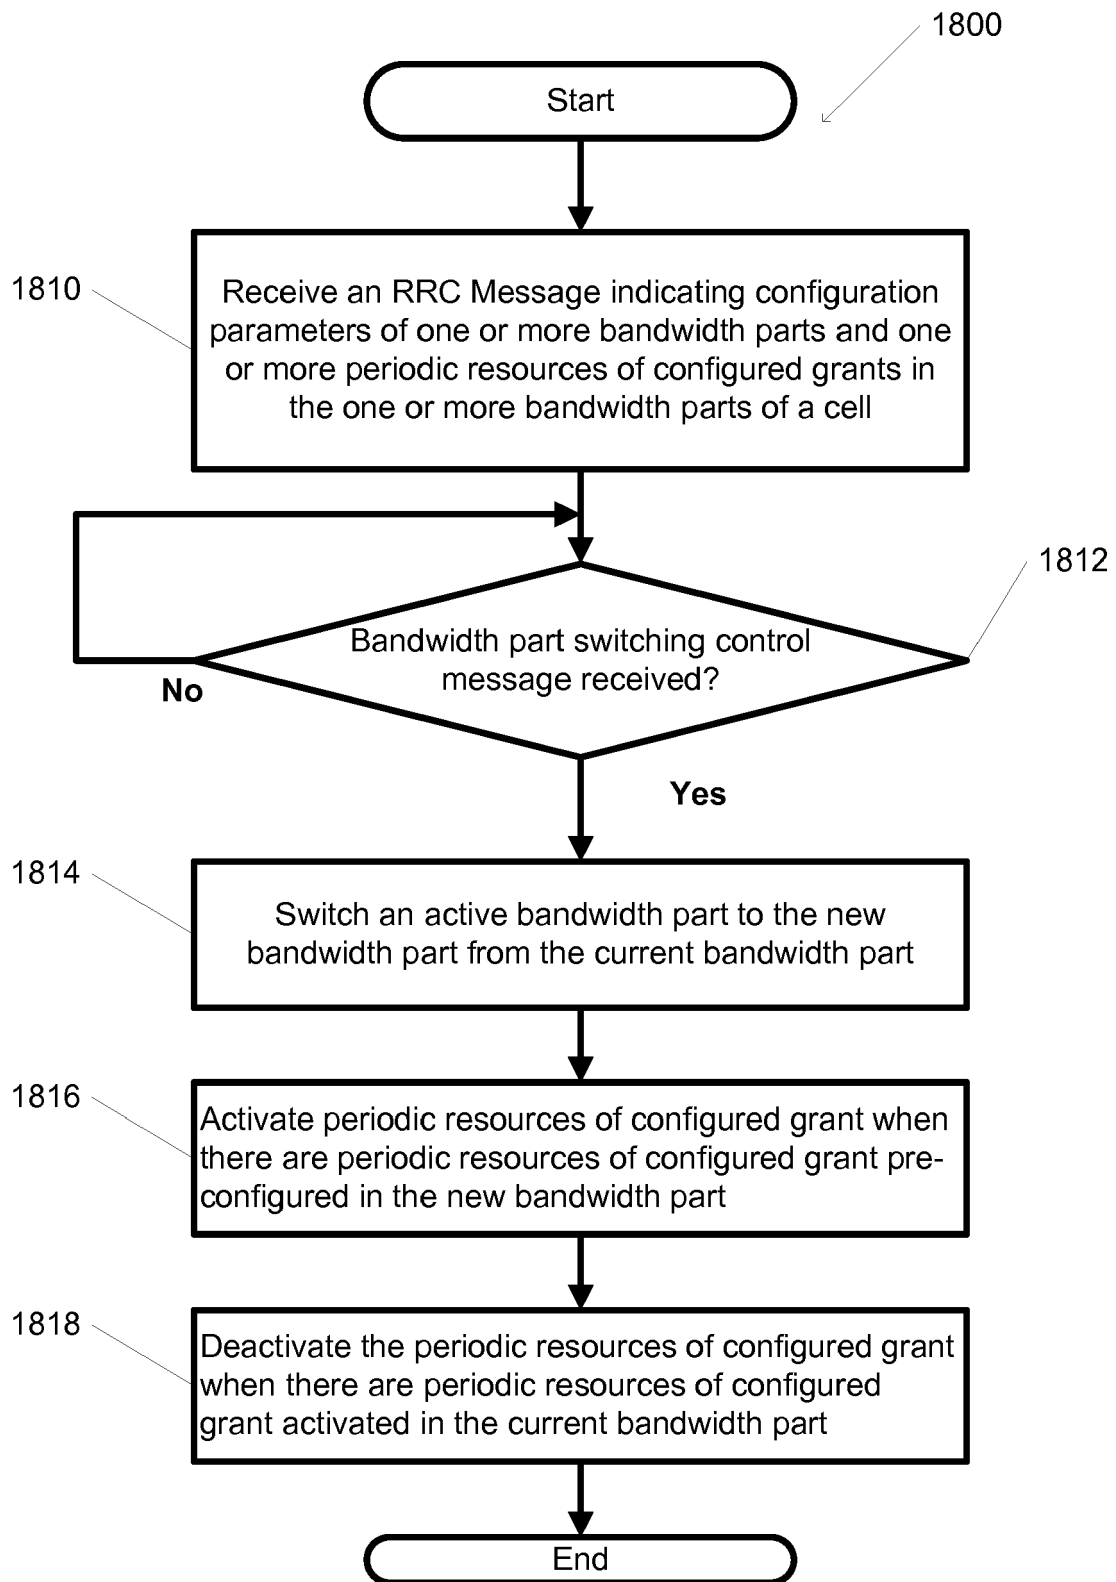 1800
Start
1810
Receive an RRC Message indicating configuration
parameters of one or more bandwidth parts and one
or more periodic resources of configured grants in
the one or more bandwidth parts of a cell
1812
Bandwidth part switching control
message received?
No
Yes
1814
Switch an active bandwidth part to the new
bandwidth part from the current bandwidth part
1816
Activate periodic resources of configured grant when
there are periodic resources of configured grant pre-
configured in the new bandwidth part
1818
Deactivate the periodic resources of configured grant
when there are periodic resources of configured
grant activated in the current bandwidth part
End